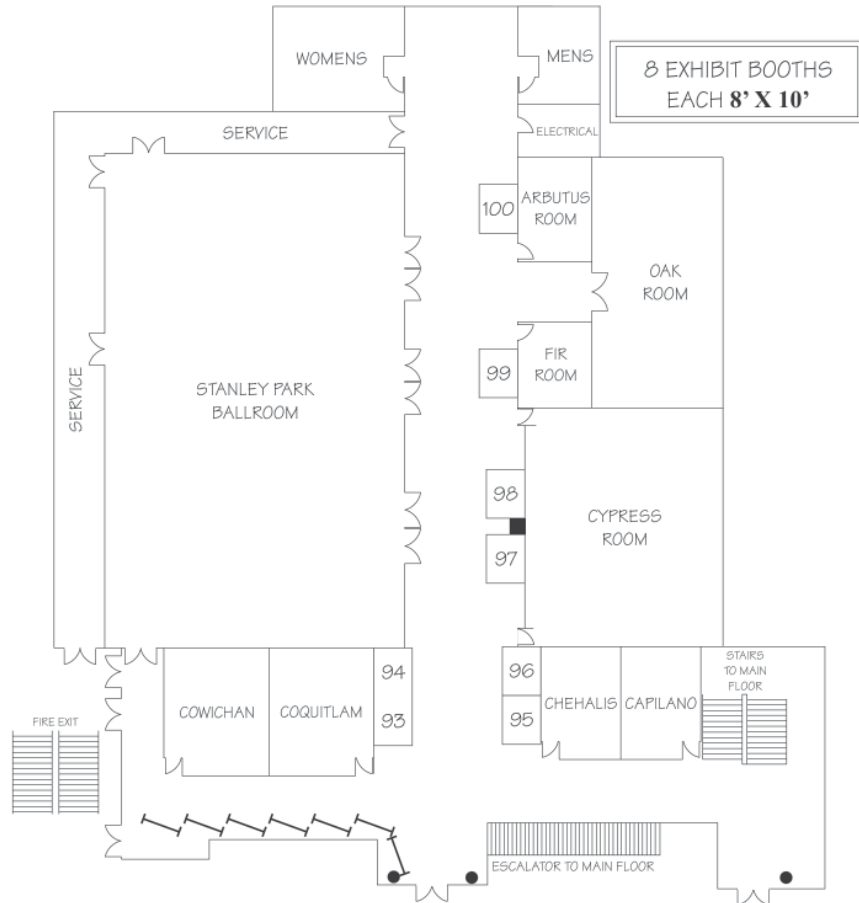 WOMENS
MENS
8 EXHIBIT BOOTHS
EACH 8’ X 10’
SERVICE
ELECTRICAL
100
ARBUTUS
ROOM
OAK
ROOM
FIR
ROOM
99
STANLEY PARK
BALLROOM
SERVICE
98
CYPRESS
ROOM
97
94
96
STAIRS
TO MAIN
FLOOR
COWICHAN
COQUITLAM
93
95
CHEHALIS
CAPILANO
FIRE EXIT
ESCALATOR TO MAIN FLOOR